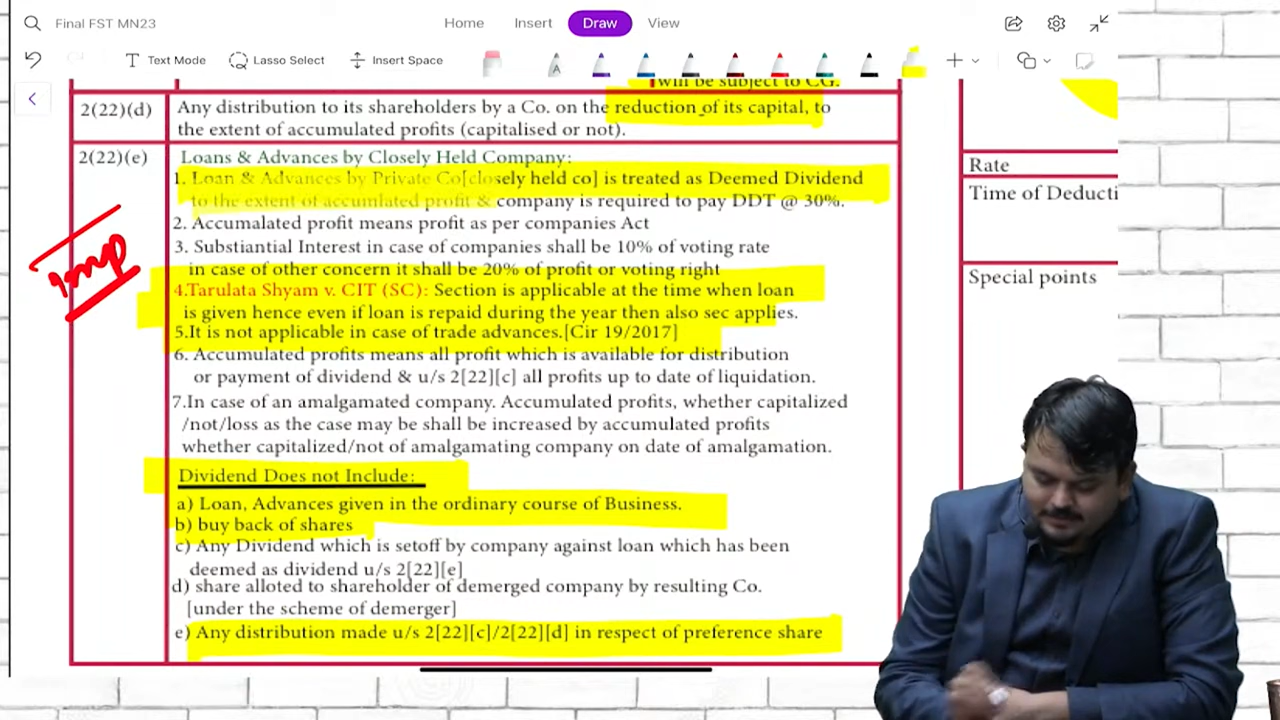 Final FST MN23
Home Insert Draw View
Text Mode Lasso Select Insert Space
will be subject to CG.
2(22)(d) Any distribution to its shareholders by a Co. on the reduction of its capital, to
the extent of accumulated profits (capitalised or not).
2(22)(e) Loans & Advances by Closely Held Company:
1. Loan & Advances by Private Co[closely held co] is treated as Deemed Dividend
to the extent of accumlated profit & company is required to pay DDT @ 30%.
2. Accumalated profit means profit as per companies Act
3. Substiantial Interest in case of companies shall be 10% of voting rate
in case of other concern it shall be 20% of profit or voting right
Imp
4.Tarulata Shyam v. CIT (SC): Section is applicable at the time when loan
is given hence even if loan is repaid during the year then also sec applies.
5.It is not applicable in case of trade advances.[Cir 19/2017]
6. Accumulated profits means all profit which is available for distribution
or payment of dividend & u/s 2[22][c] all profits up to date of liquidation.
7.In case of an amalgamated company. Accumulated profits, whether capitalized
/not/loss as the case may be shall be increased by accumulated profits
whether capitalized/not of amalgamating company on date of amalgamation.
Dividend Does not Include:
a) Loan, Advances given in the ordinary course of Business.
b) buy back of shares
c) Any Dividend which is setoff by company against loan which has been
deemed as dividend u/s 2[22][e]
d) share alloted to shareholder of demerged company by resulting Co.
[under the scheme of demerger]
e) Any distribution made u/s 2[22][c]/2[22][d] in respect of preference share
Rate
Time of Deducti
Special points